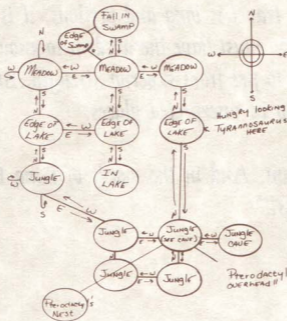 Fall in
Swamp
Edge
of Swamp
N
N
S
W
E
S
Meadow
W
E
Meadow
W
E
Meadow
N
S
N
S
N
S
Edge of
Lake
W
E
Edge of
Lake
Edge of
Lake
Hungry looking
Tyrannosaurus
Here
N
S
N
S
W
Jungle
In
Lake
S
E
W
N
S
Jungle
W
E
Jungle
(see cave)
W
E
Jungle
Cave
Jungle
W
E
Jungle
Pterodactyl
overhead!!
Pterodactyl's
Nest